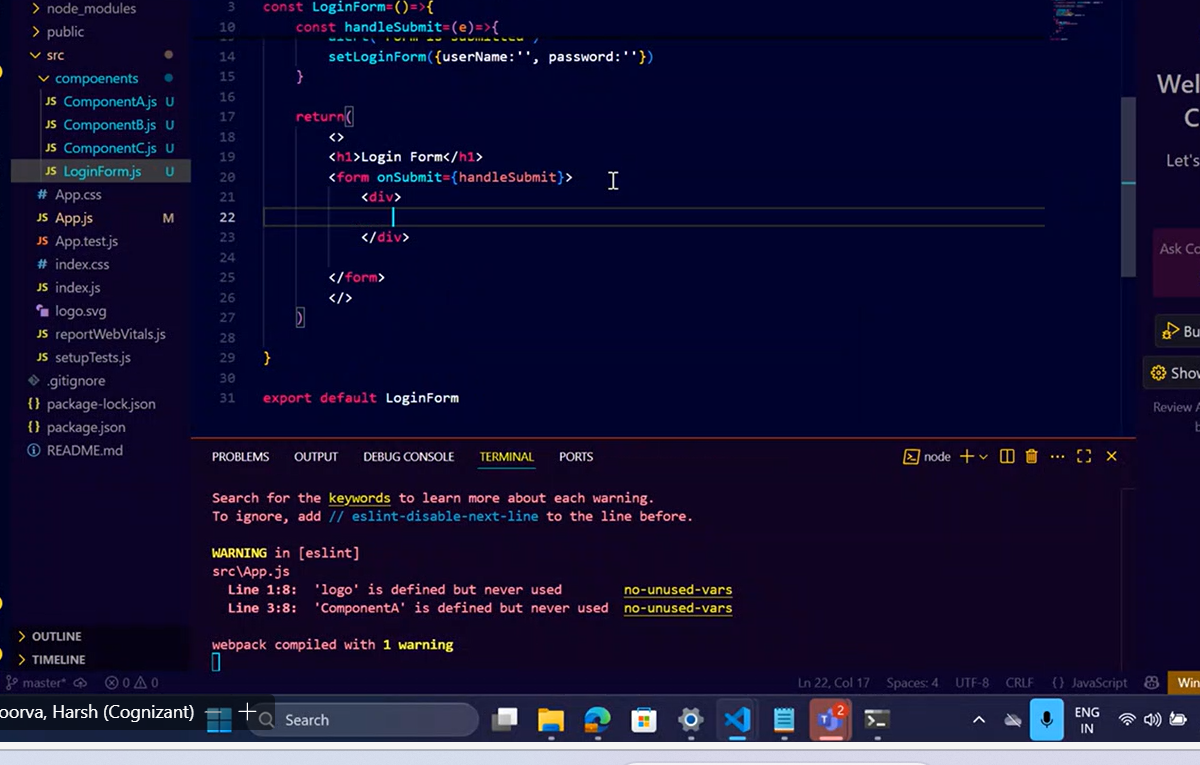 node_modules
public
src
compoenents
JS ComponentA.js U
JS ComponentB.js U
JS ComponentC.js U
JS LoginForm.js U
# App.css
JS App.js M
JS App.test.js
# index.css
JS index.js
logo.svg
JS reportWebVitals.js
JS setupTests.js
.gitignore
{} package-lock.json
{} package.json
README.md
OUTLINE
TIMELINE
3 const LoginForm=()=>{
10 const handleSubmit=(e)=>{
14 setLoginForm({userName:'', password:''})
15 }
16
17 return(
18 <>
19 <h1>Login Form</h1>
20 <form onSubmit={handleSubmit}>
21 <div>
22
23 </div>
24
25 </form>
26 </>
27 )
28
29 }
30
31 export default LoginForm
PROBLEMS OUTPUT DEBUG CONSOLE TERMINAL PORTS
node
Search for the keywords to learn more about each warning.
To ignore, add // eslint-disable-next-line to the line before.
WARNING in [eslint]
src\App.js
Line 1:8: 'logo' is defined but never used no-unused-vars
Line 3:8: 'ComponentA' is defined but never used no-unused-vars
webpack compiled with 1 warning
Wel
C
Let's
Ask Co
Bu
Show
Review A
b
master* 0 0 Ln 22, Col 17 Spaces: 4 UTF-8 CRLF {} JavaScript Win
oorva, Harsh (Cognizant)
Search
2
ENG
IN